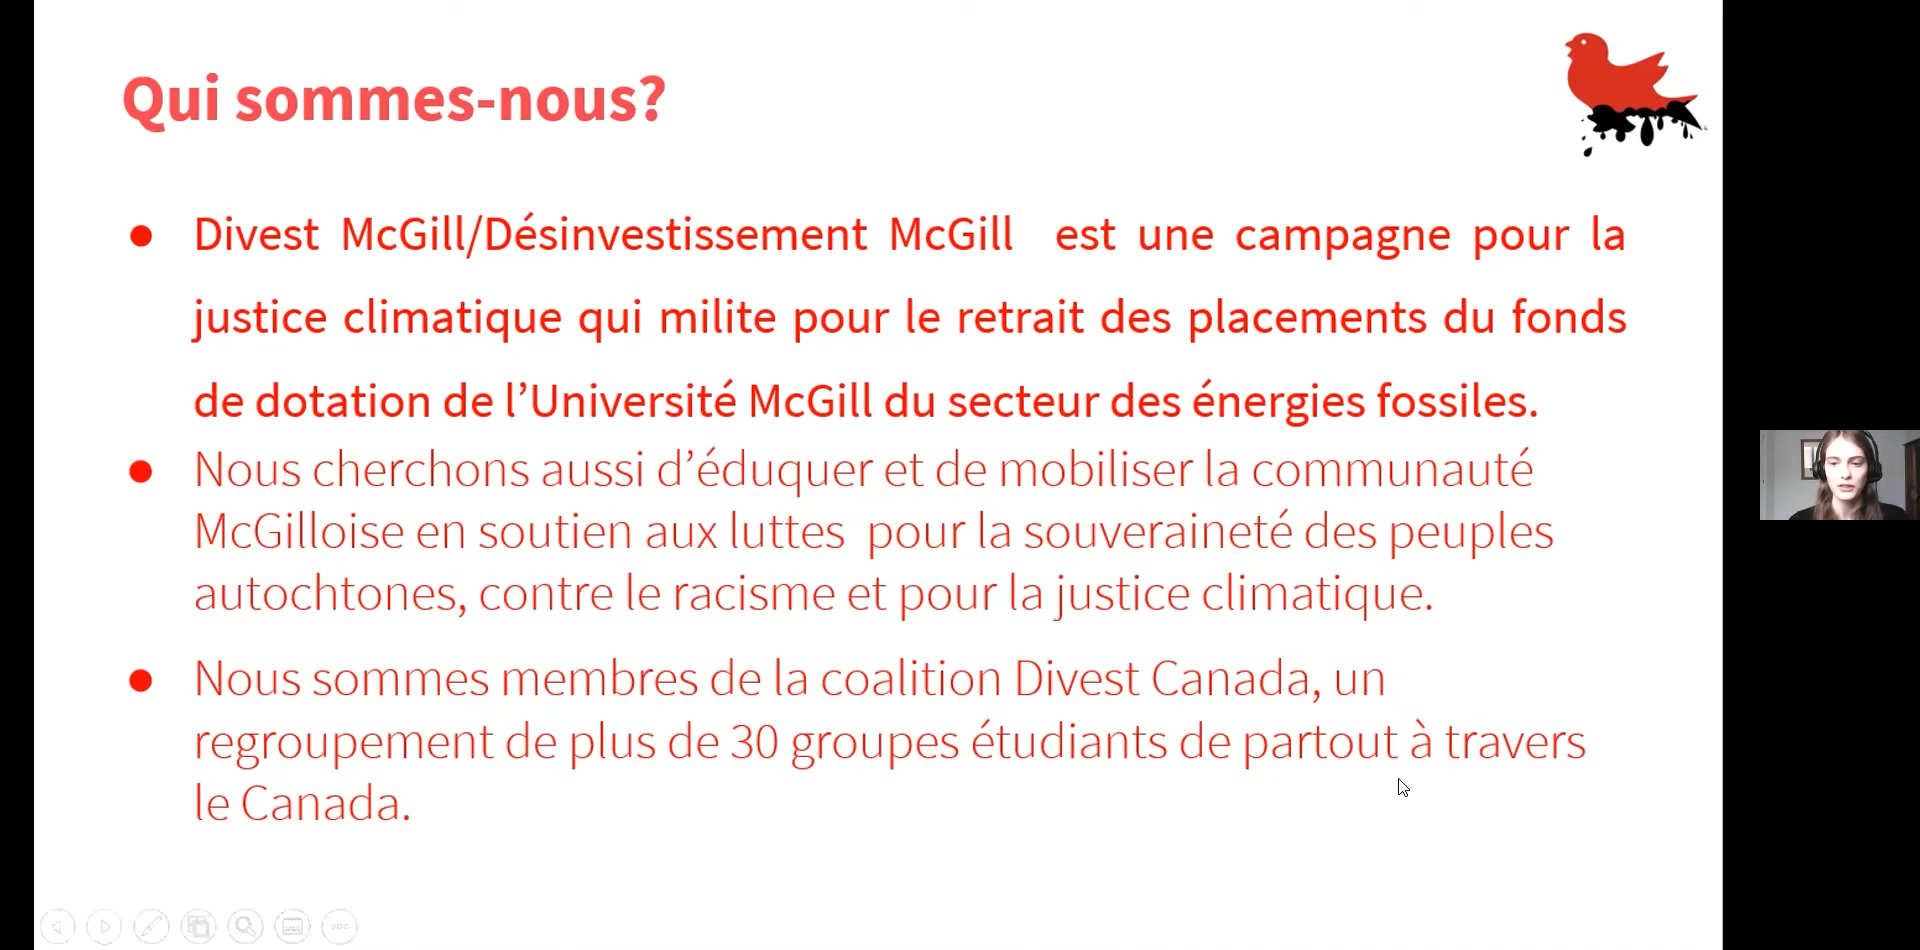 Qui sommes-nous?
● Divest McGill/Désinvestissement McGill est une campagne pour la
justice climatique qui milite pour le retrait des placements du fonds
de dotation de l’Université McGill du secteur des énergies fossiles.
● Nous cherchons aussi d’éduquer et de mobiliser la communauté
McGilloise en soutien aux luttes pour la souveraineté des peuples
autochtones, contre le racisme et pour la justice climatique.
● Nous sommes membres de la coalition Divest Canada, un
regroupement de plus de 30 groupes étudiants de partout à travers
le Canada.